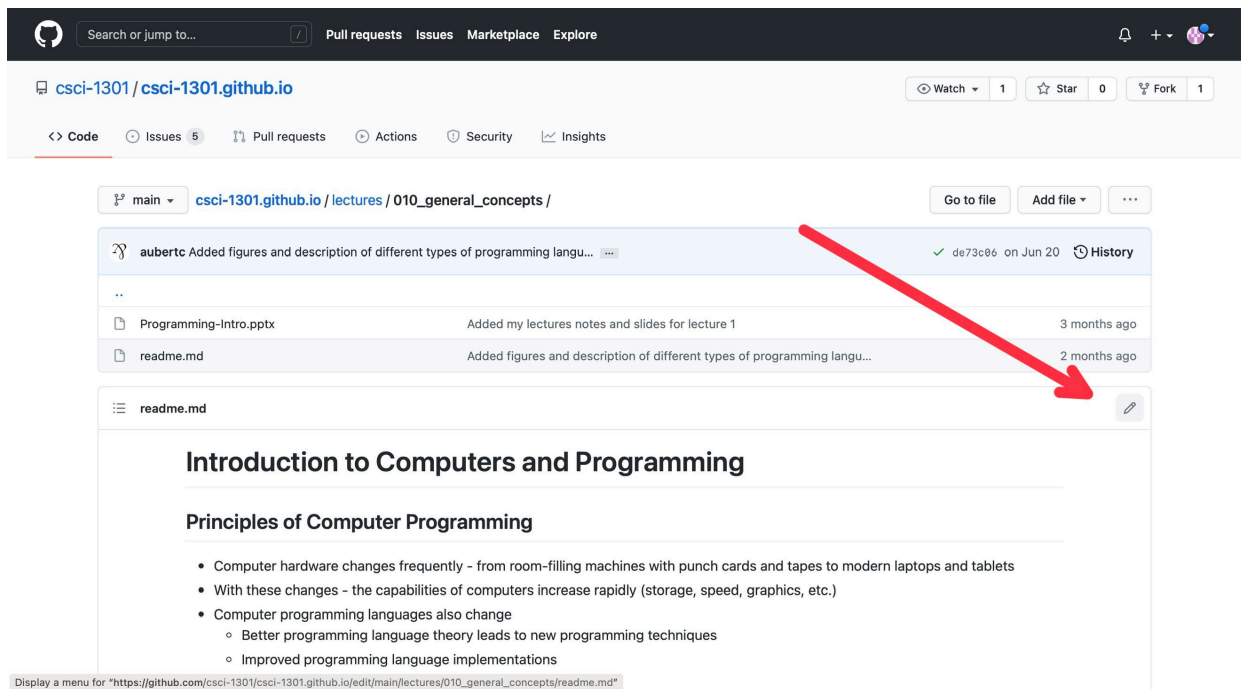 Search or jump to... / Pull requests Issues Marketplace Explore
csci-1301 / csci-1301.github.io Watch 1 Star 0 Fork 1
<> Code Issues 5 Pull requests Actions Security Insights
main csci-1301.github.io / lectures / 010_general_concepts / Go to file Add file ...
aubertc Added figures and description of different types of programming langu... ... de73c06 on Jun 20 History
..
Programming-Intro.pptx Added my lectures notes and slides for lecture 1 3 months ago
readme.md Added figures and description of different types of programming langu... 2 months ago
readme.md
Introduction to Computers and Programming
Principles of Computer Programming
• Computer hardware changes frequently - from room-filling machines with punch cards and tapes to modern laptops and tablets
• With these changes - the capabilities of computers increase rapidly (storage, speed, graphics, etc.)
• Computer programming languages also change
◦ Better programming language theory leads to new programming techniques
◦ Improved programming language implementations
Display a menu for "https://github.com/csci-1301/csci-1301.github.io/edit/main/lectures/010_general_concepts/readme.md"